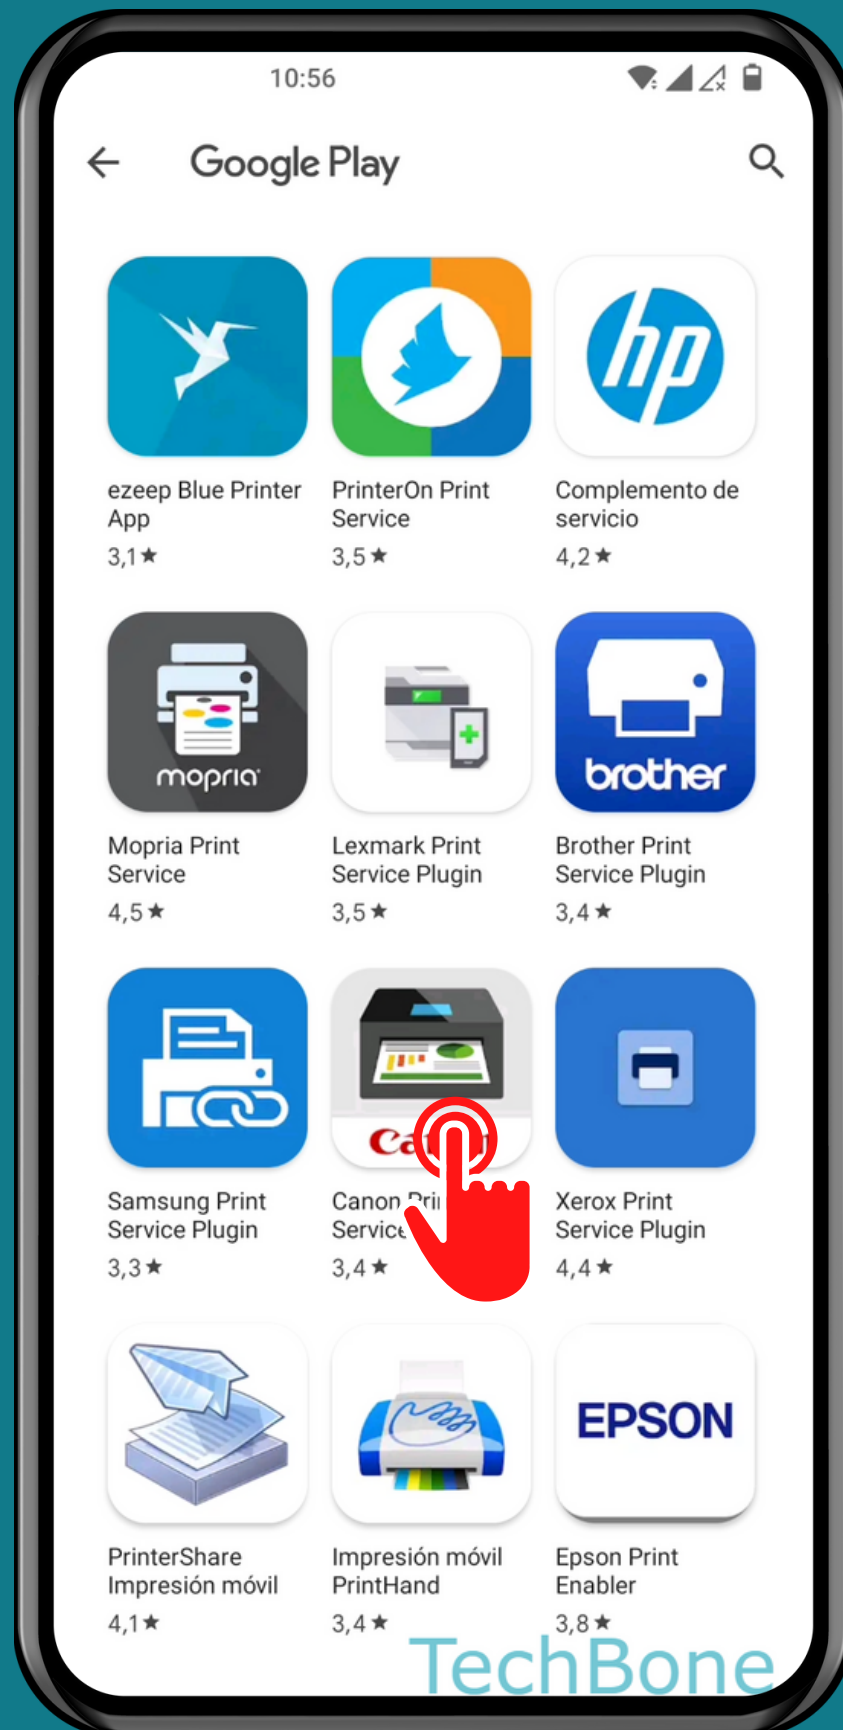 10:56
Google Play
hp
ezeep Blue Printer
App
3,1★
PrinterOn Print
Service
3,5★
Complemento de
servicio
4,2★
mopria
brother
Mopria Print
Service
4,5★
Lexmark Print
Service Plugin
3,5★
Brother Print
Service Plugin
3,4★
Samsung Print
Service Plugin
3,3★
Canon
Service
3,4★
Xerox Print
Service Plugin
4,4★
EPSON
PrinterShare
Impresión móvil
4,1★
Impresión móvil
PrintHand
3,4★
Epson Print
Enabler
3,8★
TechBone